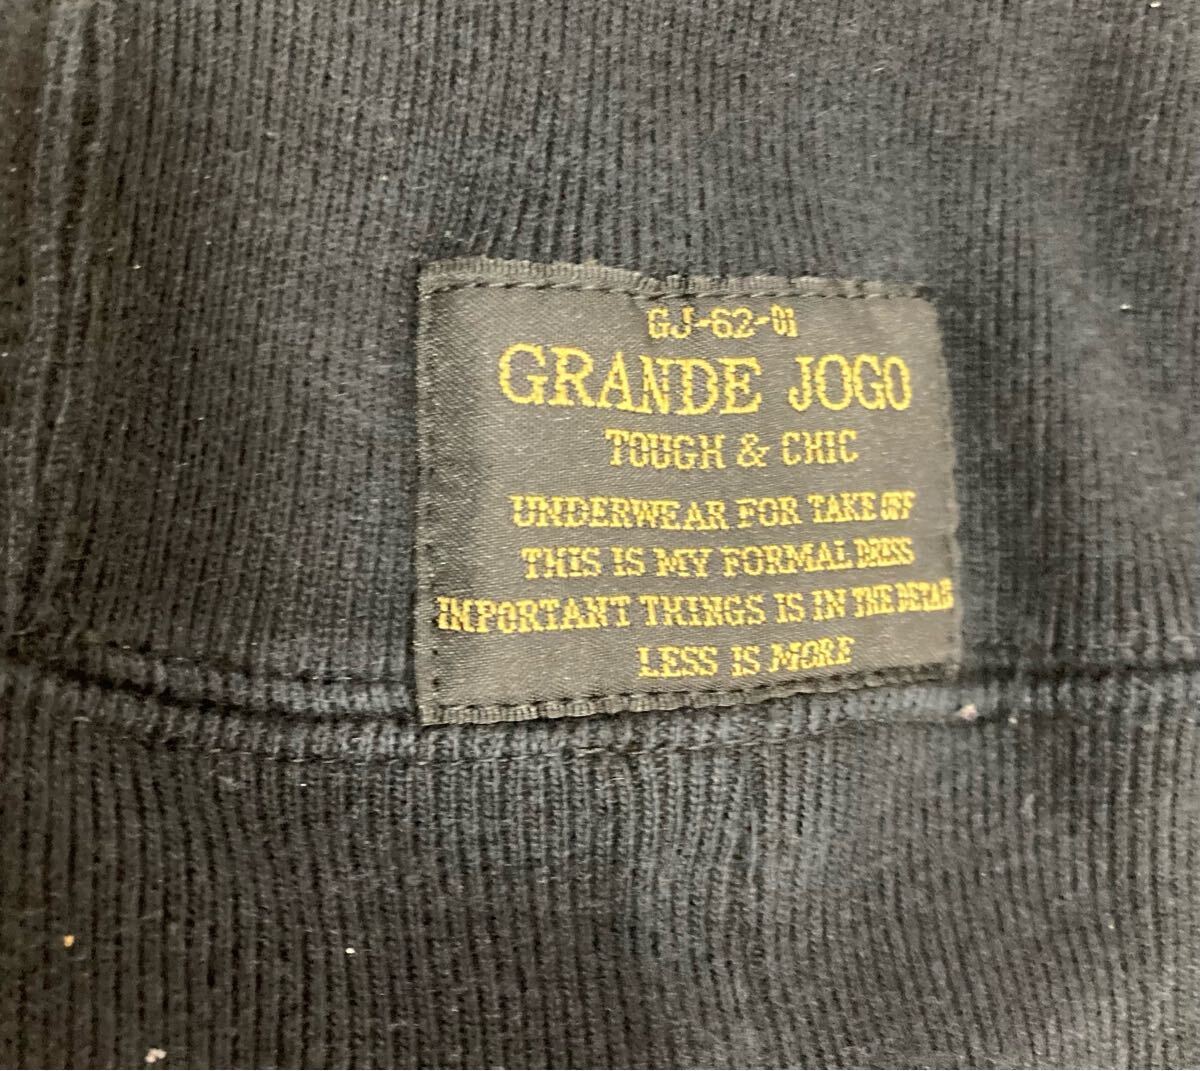 GJ-62-01
GRANDE JOGO
TOUGH & CHIC
UNDERWEAR FOR TAKE OFF
THIS IS MY FORMAL DRESS
IMPORTANT THINGS IS IN THE DETAIS
LESS IS MORE